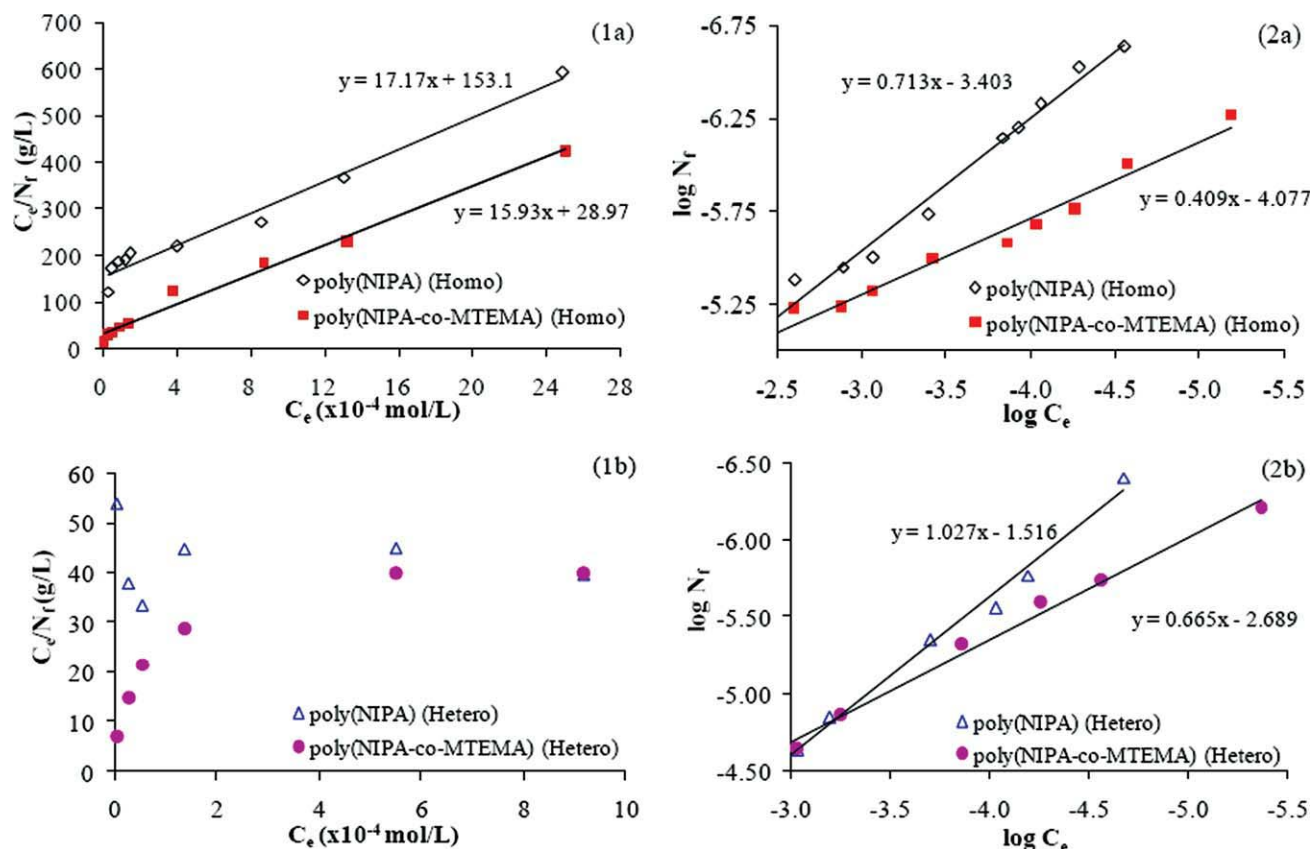 (1a)
C_e/N_f (g/L)
700
600
500
400
300
200
100
0
y = 17.17x + 153.1
y = 15.93x + 28.97
poly(NIPA) (Homo)
poly(NIPA-co-MTEMA) (Homo)
0 4 8 12 16 20 24 28
C_e (x10⁻⁴ mol/L)
(2a)
log N_f
-6.75
-6.25
-5.75
-5.25
y = 0.713x - 3.403
y = 0.409x - 4.077
poly(NIPA) (Homo)
poly(NIPA-co-MTEMA) (Homo)
-2.5 -3.0 -3.5 -4.0 -4.5 -5.0 -5.5
log C_e
(1b)
C_e/N_f (g/L)
60
50
40
30
20
10
0
poly(NIPA) (Hetero)
poly(NIPA-co-MTEMA) (Hetero)
0 2 4 6 8 10
C_e (x10⁻⁴ mol/L)
(2b)
log N_f
-6.50
-6.00
-5.50
-5.00
-4.50
y = 1.027x - 1.516
y = 0.665x - 2.689
poly(NIPA) (Hetero)
poly(NIPA-co-MTEMA) (Hetero)
-3.0 -3.5 -4.0 -4.5 -5.0 -5.5
log C_e